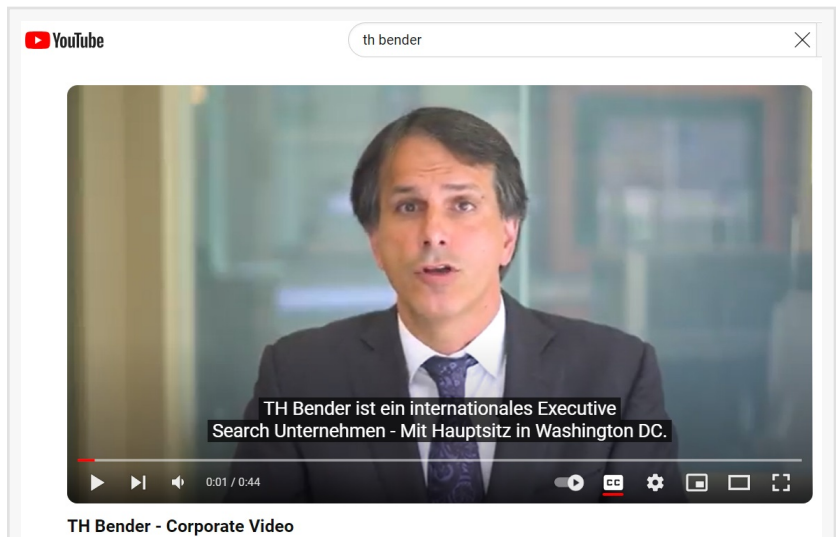 YouTube
th bender
TH Bender ist ein internationales Executive
Search Unternehmen - Mit Hauptsitz in Washington DC.
0:01 / 0:44
CC
TH Bender - Corporate Video